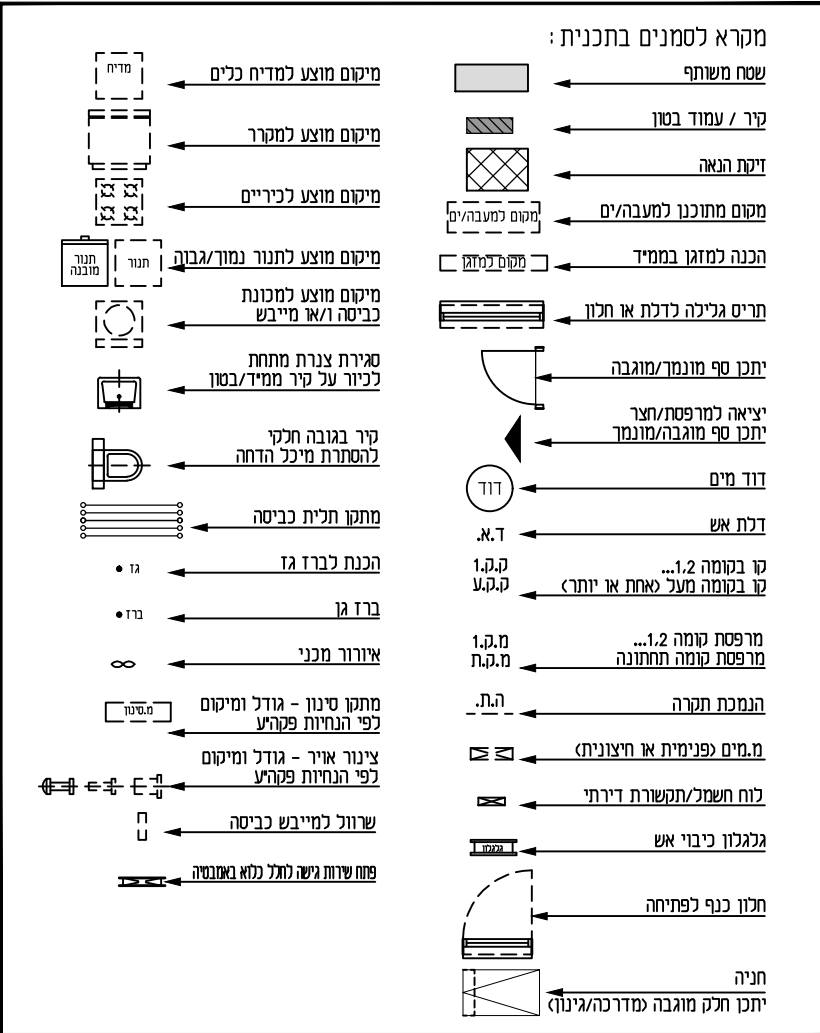 מקרא לסמנים בתכנית :
שטח משותף
קיר / עמוד בטון
זיקת הנאה
מקום מתוכנן למעבה/ים
מקום למעבה/ים
הכנה למזגן בממ"ד
מקום למזגן
תריס גלילה לדלת או חלון
יתכן סף מונמך/מוגבה
יציאה למרפסת/חצר
יתכן סף מוגבה/מונמך
דוד מים
דוד
דלת אש
ד.א.
קו בקומה 1,2...
ק.ק.1
קו בקומה מעל (אחת או יותר)
ק.ק.ע
מרפסת קומה 1,2...
מ.ק.1
מרפסת קומה תחתונה
מ.ק.ת
הנמכת תקרה
ה.ת.
מ.מים (פנימית או חיצונית)
לוח חשמל/תקשורת דירתי
גלגלון כיבוי אש
גלגלון
חלון כנף לפתיחה
חניה
יתכן חלק מוגבה (מדרכה/גינון)
מיקום מוצע למדיח כלים
מדיח
מיקום מוצע למקרר
מיקום מוצע לכיריים
מיקום מוצע לתנור נמוך/גבוה
תנור
תנור
מובנה
מיקום מוצע למכונת
כביסה ו/או מייבש
סגירת צנרת מתחת
לכיור על קיר ממ"ד/בטון
קיר בגובה חלקי
להסתרת מיכל הדחה
מתקן תלית כביסה
הכנת לברז גז
גז
ברז גן
ברז
איורור מכני
מתקן סינון - גודל ומיקום
לפי הנחיות פקה"ע
מ.סינון
צינור אויר - גודל ומיקום
לפי הנחיות פקה"ע
שרוול למייבש כביסה
פתח שירות גישה לחלל כלוא באמבטיה